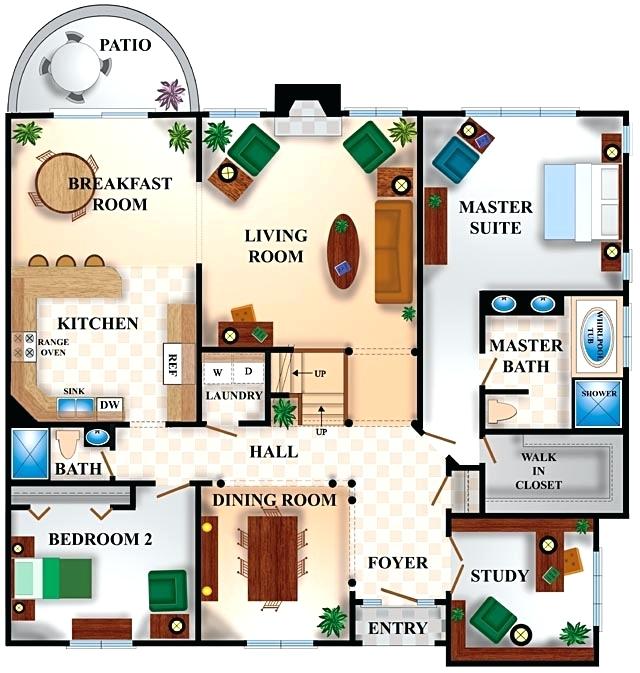 PATIO
BREAKFAST
ROOM
LIVING
ROOM
MASTER
SUITE
KITCHEN
RANGE
OVEN
SINK
DW
REF
W D
LAUNDRY
UP
UP
MASTER
BATH
WHIRLPOOL
TUB
SHOWER
WALK
IN
CLOSET
BATH
HALL
DINING ROOM
BEDROOM 2
FOYER
STUDY
ENTRY